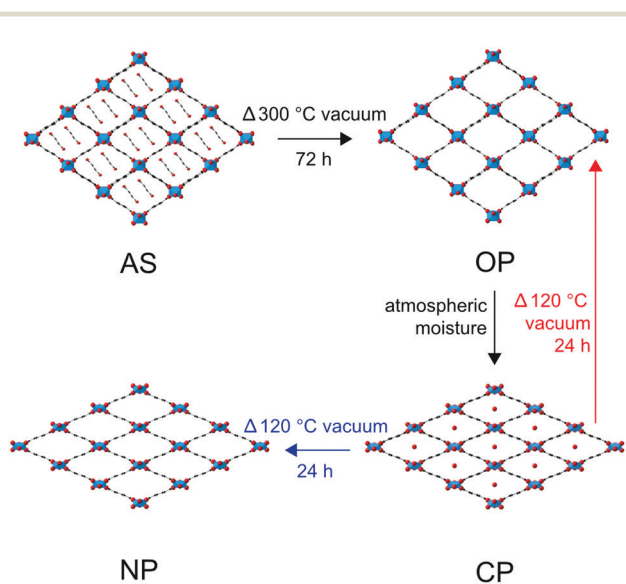 Δ 300 °C vacuum
72 h
AS
OP
atmospheric
moisture
Δ 120 °C
vacuum
24 h
Δ 120 °C vacuum
24 h
NP
CP